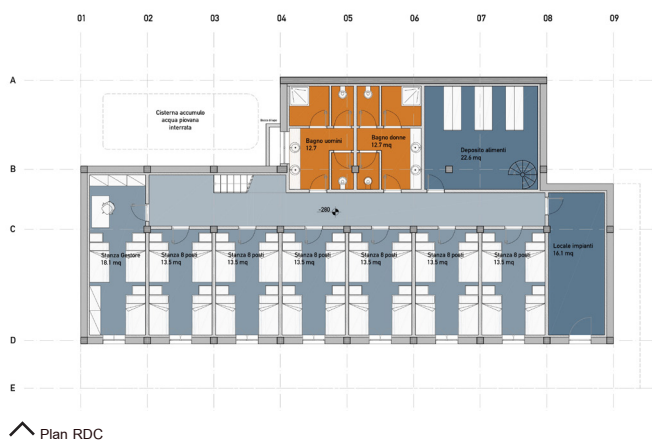 01 02 03 04 05 06 07 08 09
A
Cisterna accumulo
acqua piovana
interrata
Bagno uomini
12.7
Bagno donne
12.7 mq
Deposito alimenti
22.6 mq
B
-280
C
Stanza Gestore
18.1 mq
Stanza 8 posti
13.5 mq
Stanza 8 posti
13.5 mq
Stanza 8 posti
13.5 mq
Stanza 8 posti
13.5 mq
Stanza 8 posti
13.5 mq
Stanza 8 posti
13.5 mq
Locale impianti
16.1 mq
D
E
Plan RDC